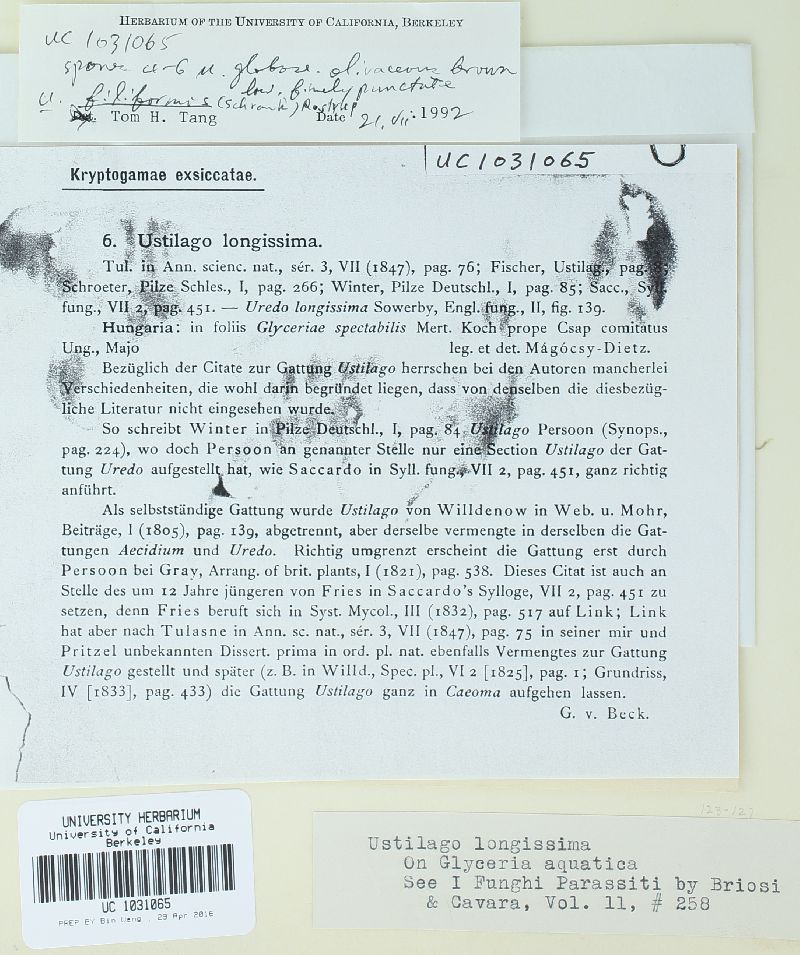 HERBARIUM OF THE UNIVERSITY OF CALIFORNIA, BERKELEY
UC 1031065
spores 4-6 µ. globose. olivaceous brown
low, finely punctate
U. filiformis (Schrank) Rostrup
Tom H. Tang Date 21. vii. 1992
UC1031065
Kryptogamae exsiccatae.
6. Ustilago longissima.
Tul. in Ann. scienc. nat., sér. 3, VII (1847), pag. 76; Fischer, Ustilag., pag.
Schroeter, Pilze Schles., I, pag. 266; Winter, Pilze Deutschl., I, pag. 85; Sacc., Syll.
fung., VII 2, pag. 451. — Uredo longissima Sowerby, Engl. fung., II, fig. 139.
Hungaria: in foliis Glyceriae spectabilis Mert. Koch prope Csap comitatus
Ung., Majo leg. et det. Mágócsy-Dietz.
Bezüglich der Citate zur Gattung Ustilago herrschen bei den Autoren mancherlei
Verschiedenheiten, die wohl darin begründet liegen, dass von denselben die diesbezüg-
liche Literatur nicht eingesehen wurde.
So schreibt Winter in Pilze Deutschl., I, pag. 84 Ustilago Persoon (Synops.,
pag. 224), wo doch Persoon an genannter Stelle nur eine Section Ustilago der Gat-
tung Uredo aufgestellt hat, wie Saccardo in Syll. fung., VII 2, pag. 451, ganz richtig
anführt.
Als selbstständige Gattung wurde Ustilago von Willdenow in Web. u. Mohr,
Beiträge, I (1805), pag. 139, abgetrennt, aber derselbe vermengte in derselben die Gat-
tungen Aecidium und Uredo. Richtig umgrenzt erscheint die Gattung erst durch
Persoon bei Gray, Arrang. of brit. plants, I (1821), pag. 538. Dieses Citat ist auch an
Stelle des um 12 Jahre jüngeren von Fries in Saccardo's Sylloge, VII 2, pag. 451 zu
setzen, denn Fries beruft sich in Syst. Mycol., III (1832), pag. 517 auf Link; Link
hat aber nach Tulasne in Ann. sc. nat., sér. 3, VII (1847), pag. 75 in seiner mir und
Pritzel unbekannten Dissert. prima in ord. pl. nat. ebenfalls Vermengtes zur Gattung
Ustilago gestellt und später (z. B. in Willd., Spec. pl., VI 2 [1825], pag. 1; Grundriss,
IV [1833], pag. 433) die Gattung Ustilago ganz in Caeoma aufgehen lassen.
G. v. Beck.
123-127
UNIVERSITY HERBARIUM
University of California
Berkeley
UC 1031065
PREP BY Bin Wang , 29 Apr 2016
Ustilago longissima
On Glyceria aquatica
See I Funghi Parassiti by Briosi
& Cavara, Vol. 11, # 258